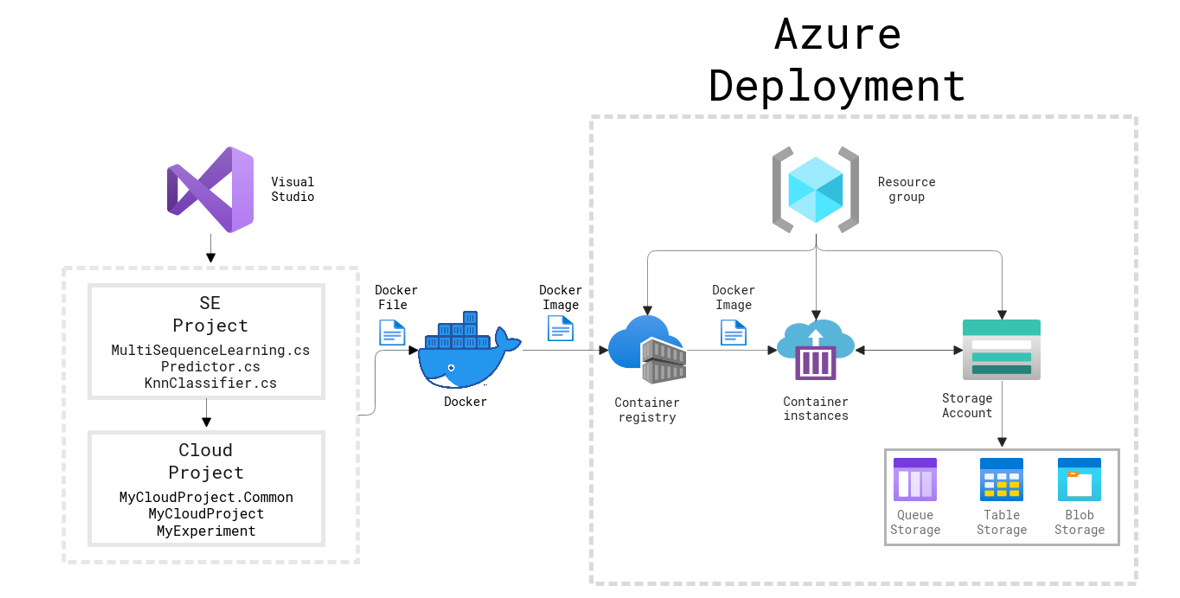 Azure
Deployment
Visual
Studio
Resource
group
SE
Project
MultiSequenceLearning.cs
Predictor.cs
KnnClassifier.cs
Cloud
Project
MyCloudProject.Common
MyCloudProject
MyExperiment
Docker
File
Docker
Docker
Image
Container
registry
Docker
Image
Container
instances
Storage
Account
Queue
Storage
Table
Storage
Blob
Storage